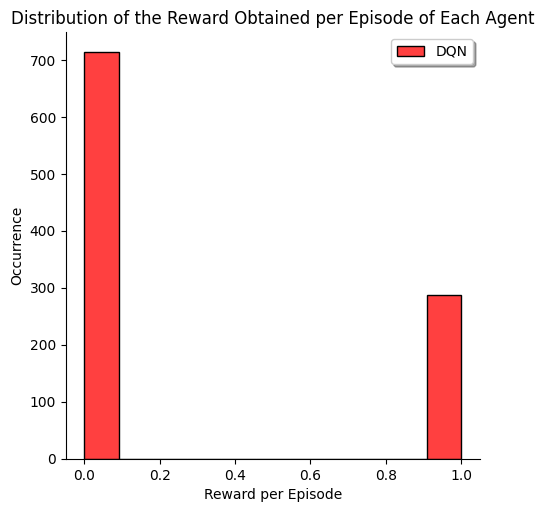 Distribution of the Reward Obtained per Episode of Each Agent
DQN
700
600
500
400
300
200
100
0
Occurrence
0.0 0.2 0.4 0.6 0.8 1.0
Reward per Episode